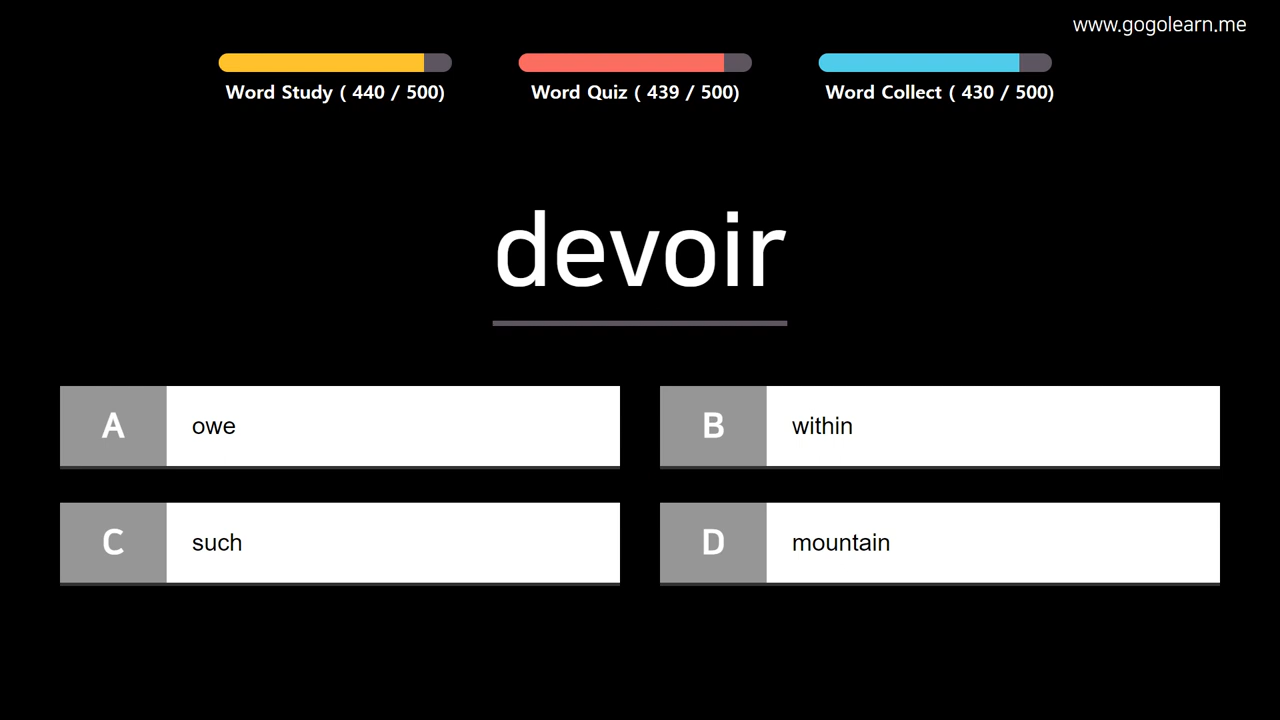 www.gogolearn.me
Word Study ( 440 / 500)
Word Quiz ( 439 / 500)
Word Collect ( 430 / 500)
devoir
A owe
B within
C such
D mountain